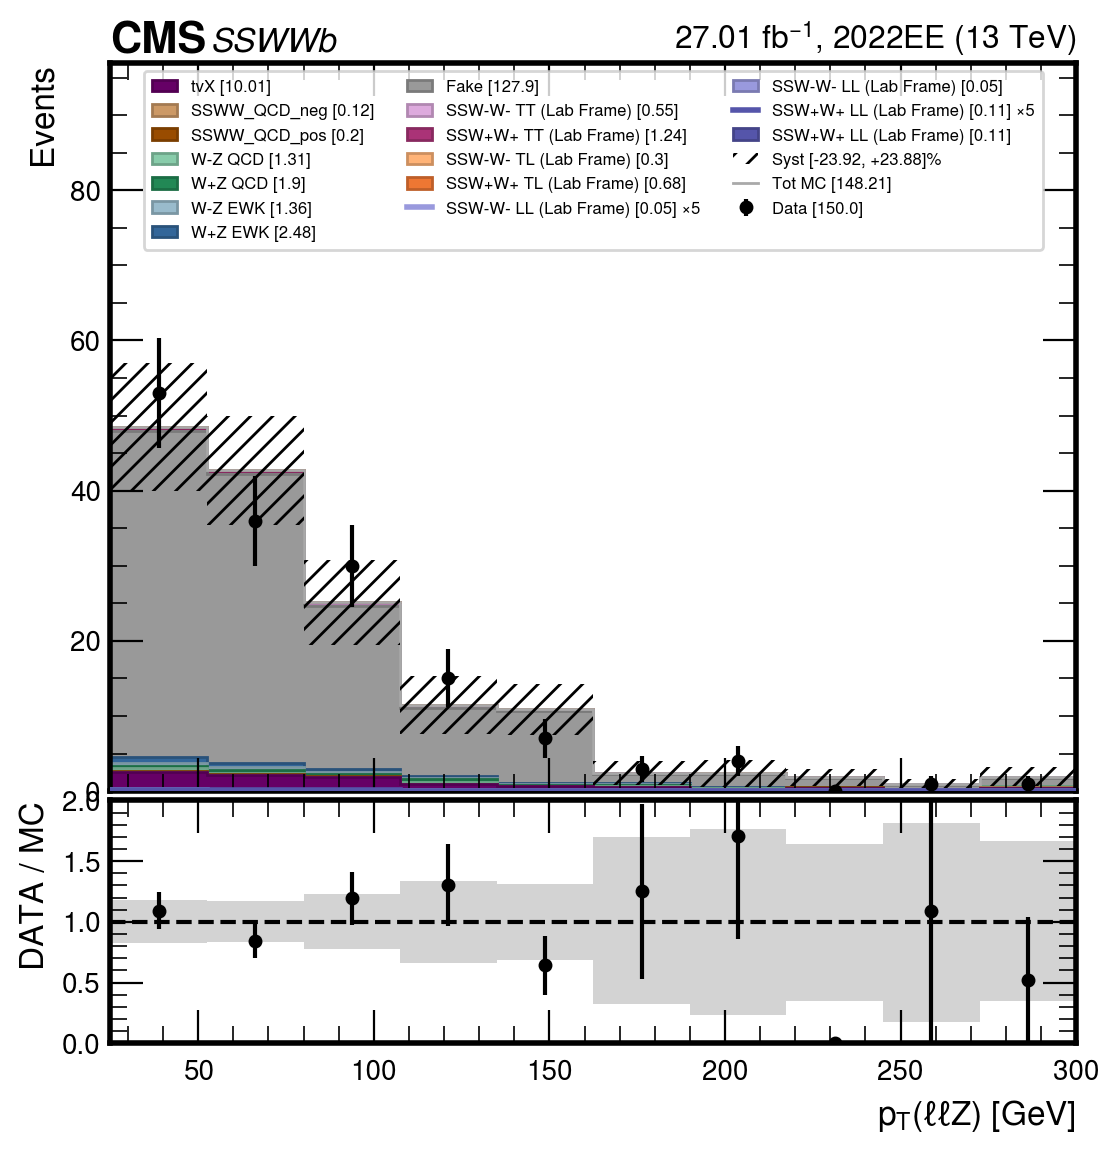 CMS SSWWb 27.01 fb⁻¹, 2022EE (13 TeV)
Events
tVX [10.01]
SSWW_QCD_neg [0.12]
SSWW_QCD_pos [0.2]
W-Z QCD [1.31]
W+Z QCD [1.9]
W-Z EWK [1.36]
W+Z EWK [2.48]
Fake [127.9]
SSW-W- TT (Lab Frame) [0.55]
SSW+W+ TT (Lab Frame) [1.24]
SSW-W- TL (Lab Frame) [0.3]
SSW+W+ TL (Lab Frame) [0.68]
SSW-W- LL (Lab Frame) [0.05] ×5
SSW-W- LL (Lab Frame) [0.05]
SSW+W+ LL (Lab Frame) [0.11] ×5
SSW+W+ LL (Lab Frame) [0.11]
Syst [-23.92, +23.88]%
Tot MC [148.21]
Data [150.0]
80
60
40
20
0
DATA / MC
2.0
1.5
1.0
0.5
0.0
50 100 150 200 250 300
p_T(ℓℓZ) [GeV]